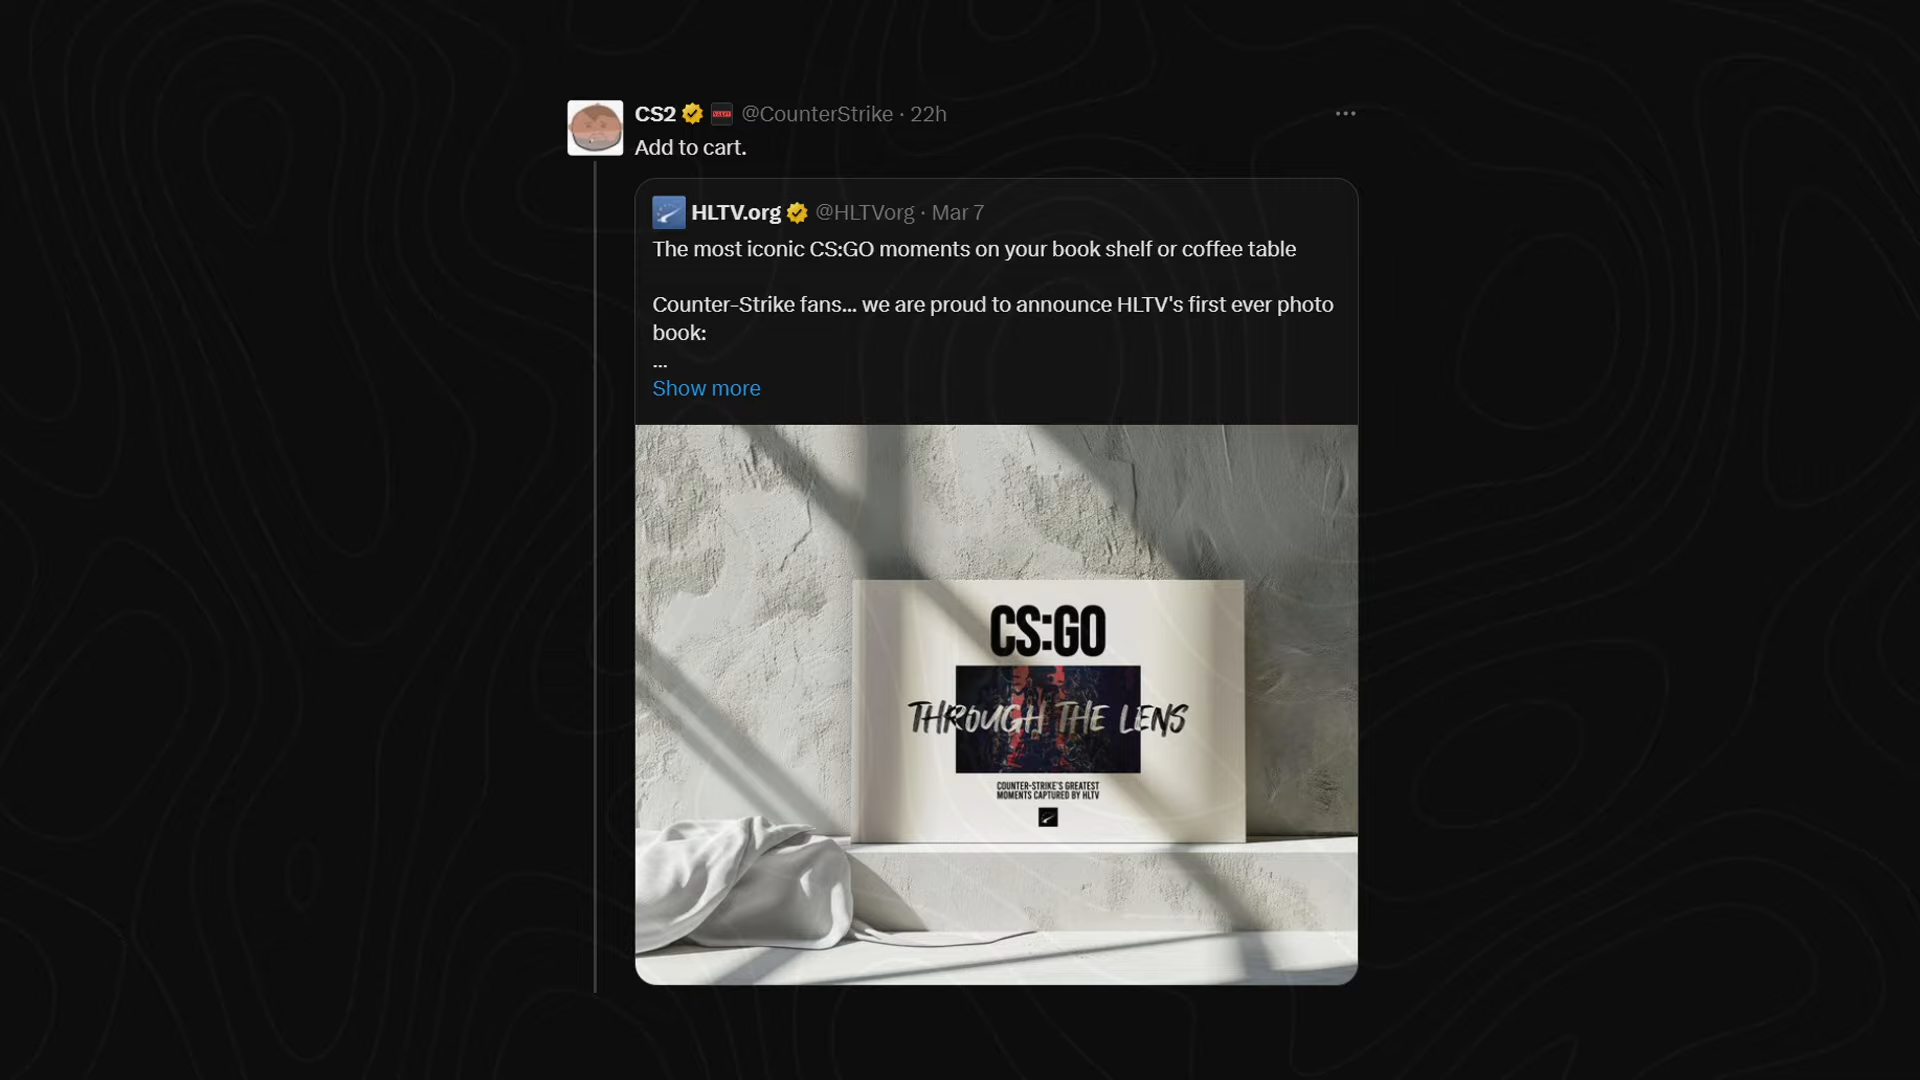 CS2 @CounterStrike · 22h
Add to cart.
HLTV.org @HLTVorg · Mar 7
The most iconic CS:GO moments on your book shelf or coffee table
Counter-Strike fans... we are proud to announce HLTV's first ever photo
book:
...
Show more
CS:GO
THROUGH THE LENS
COUNTER-STRIKE'S GREATEST
MOMENTS CAPTURED BY HLTV